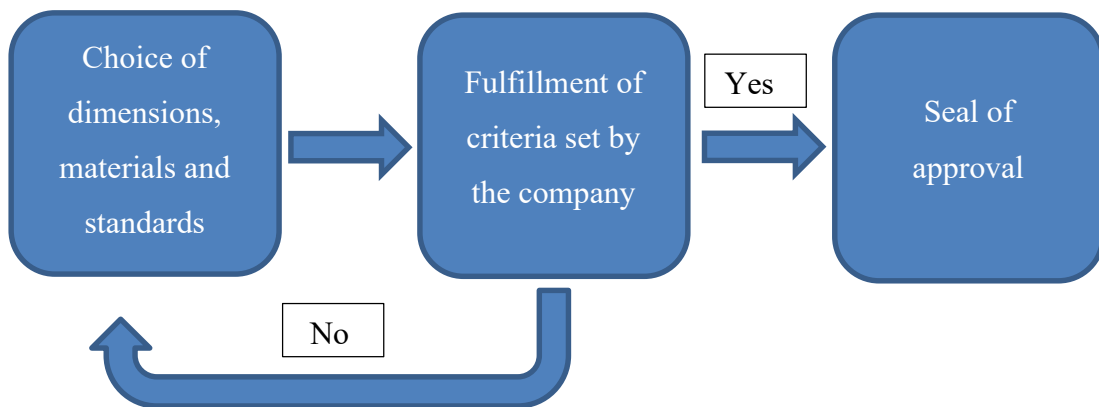 Choice of
dimensions,
materials and
standards
Fulfillment of
criteria set by
the company
Yes
Seal of
approval
No